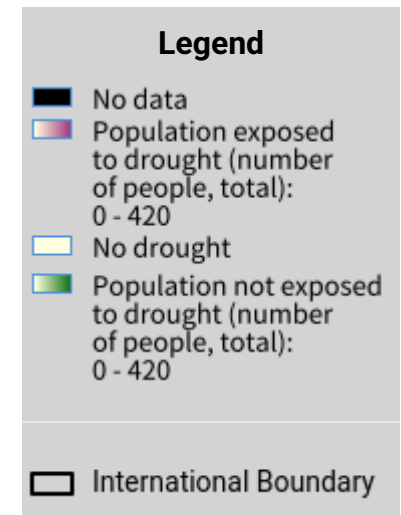 Legend
No data
Population exposed
to drought (number
of people, total):
0 - 420
No drought
Population not exposed
to drought (number
of people, total):
0 - 420
International Boundary